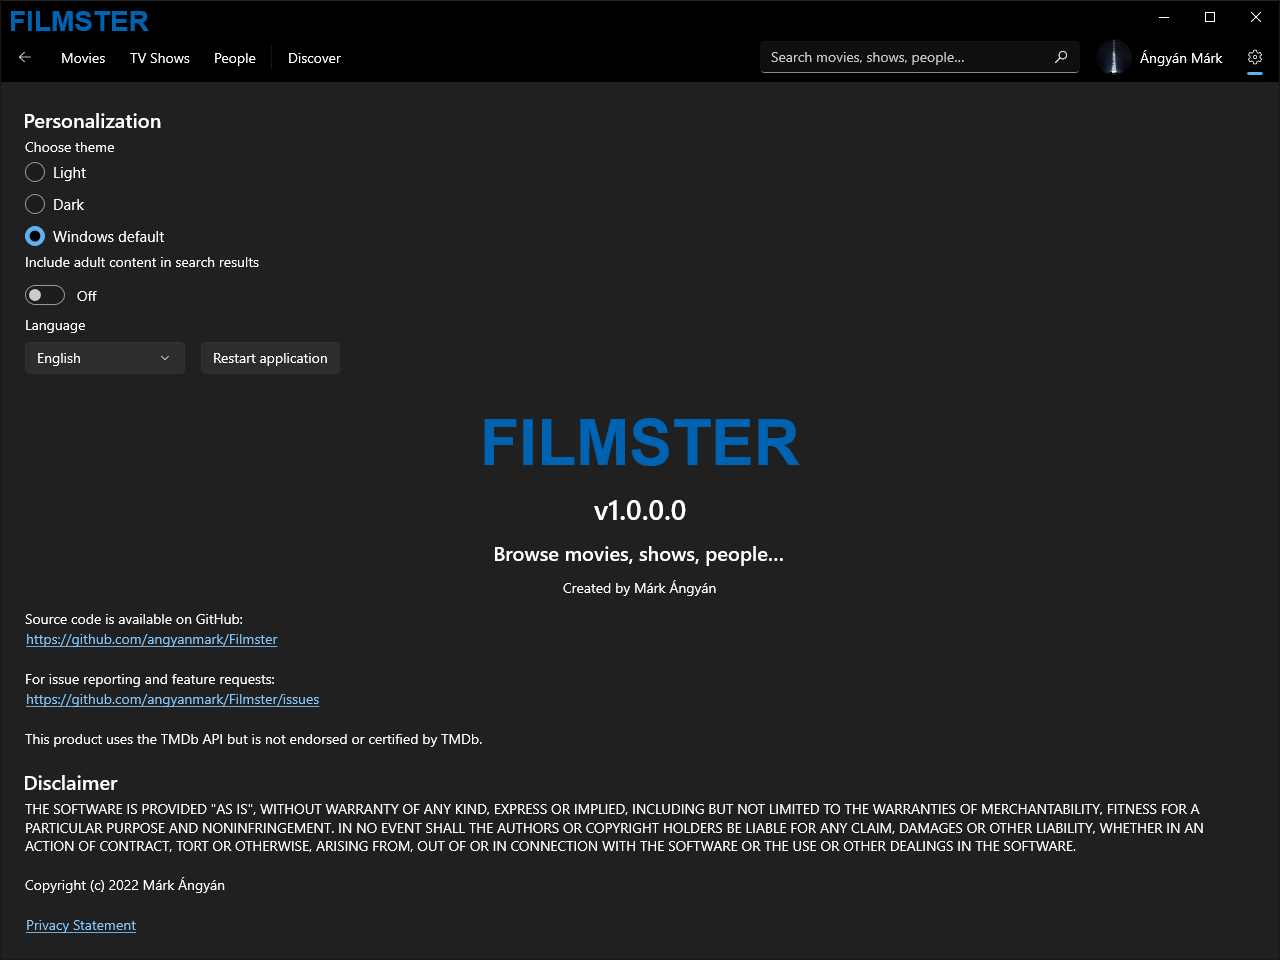 FILMSTER
Movies
TV Shows
People
Discover
Search movies, shows, people...
Ángyán Márk
Personalization
Choose theme
Light
Dark
Windows default
Include adult content in search results
Off
Language
English
Restart application
FILMSTER
v1.0.0.0
Browse movies, shows, people...
Created by Márk Ángyán
Source code is available on GitHub:
https://github.com/angyanmark/Filmster
For issue reporting and feature requests:
https://github.com/angyanmark/Filmster/issues
This product uses the TMDb API but is not endorsed or certified by TMDb.
Disclaimer
THE SOFTWARE IS PROVIDED "AS IS", WITHOUT WARRANTY OF ANY KIND, EXPRESS OR IMPLIED, INCLUDING BUT NOT LIMITED TO THE WARRANTIES OF MERCHANTABILITY, FITNESS FOR A
PARTICULAR PURPOSE AND NONINFRINGEMENT. IN NO EVENT SHALL THE AUTHORS OR COPYRIGHT HOLDERS BE LIABLE FOR ANY CLAIM, DAMAGES OR OTHER LIABILITY, WHETHER IN AN
ACTION OF CONTRACT, TORT OR OTHERWISE, ARISING FROM, OUT OF OR IN CONNECTION WITH THE SOFTWARE OR THE USE OR OTHER DEALINGS IN THE SOFTWARE.
Copyright (c) 2022 Márk Ángyán
Privacy Statement